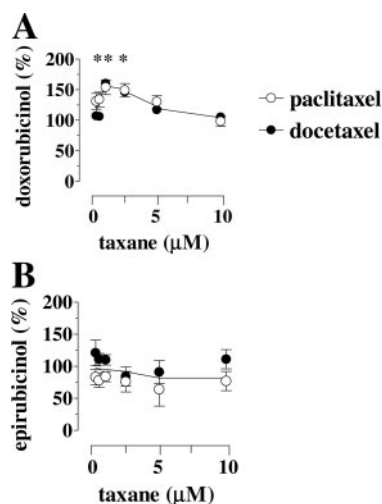 A
** *
doxorubicinol (%)
200
150
100
50
0
0 5 10
taxane (μM)
paclitaxel
docetaxel
B
epirubicinol (%)
200
150
100
50
0
0 5 10
taxane (μM)